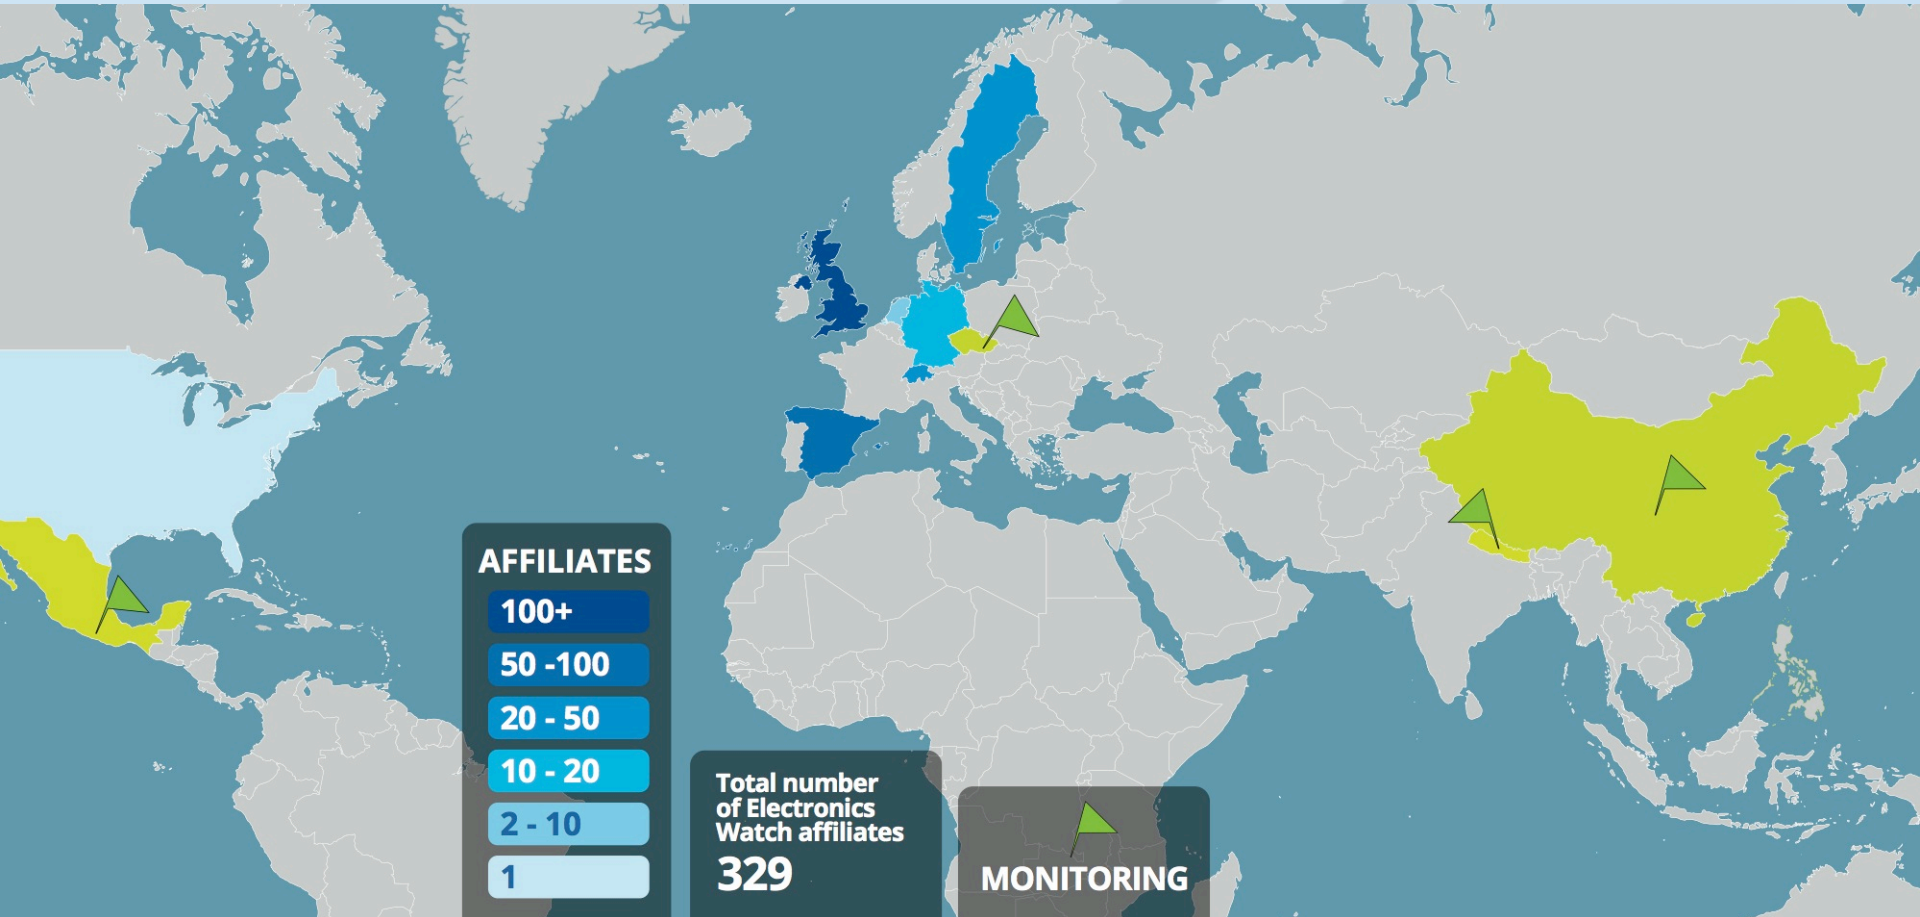 AFFILIATES
100+
50 -100
20 - 50
10 - 20
2 - 10
1
Total number
of Electronics
Watch affiliates
329
MONITORING